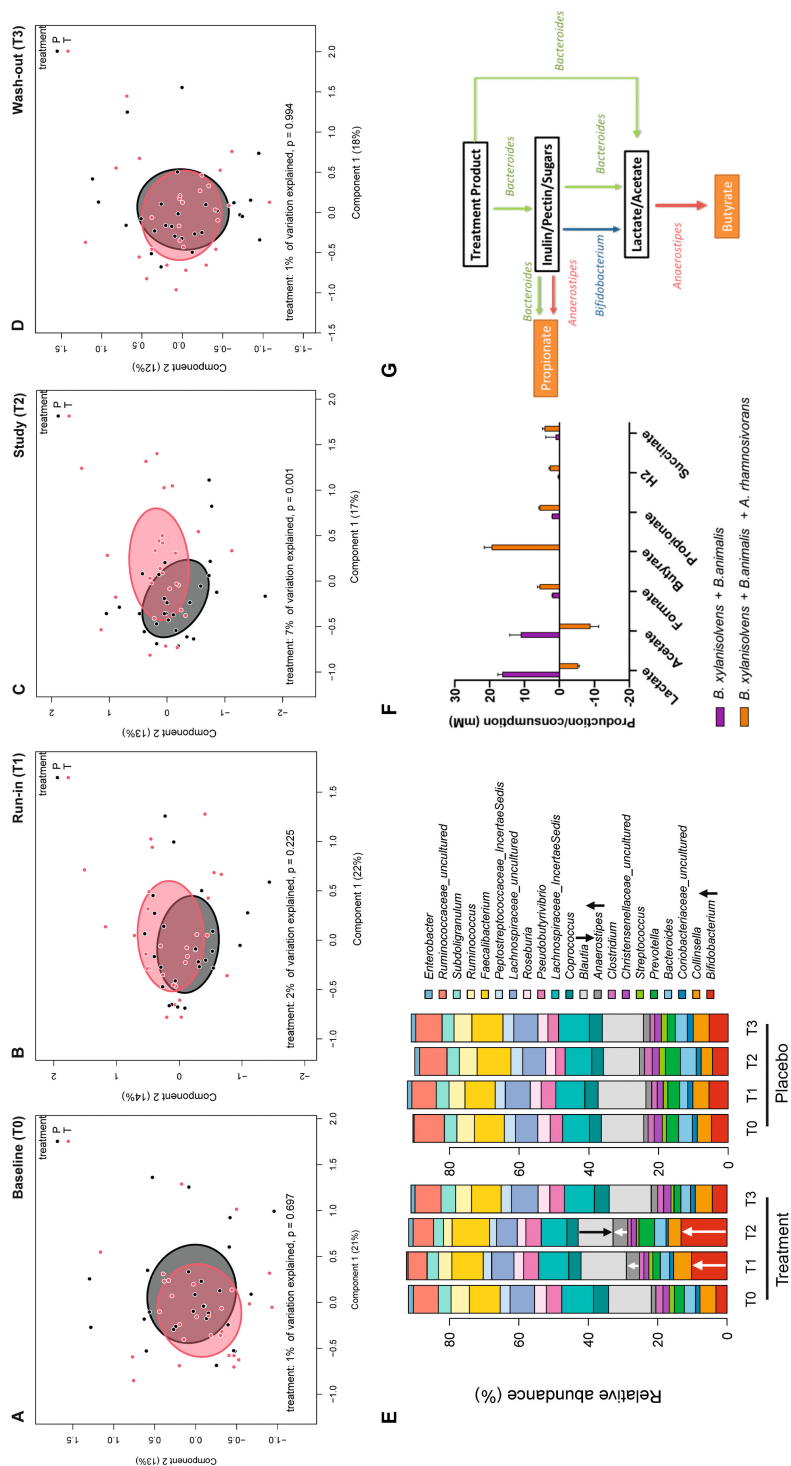 A
Baseline (T0)
treatment
P
T
Component 2 (13%)
1.5
1.0
0.5
0.0
-0.5
-1.0
treatment: 1% of variation explained, p = 0.697
-1.0
-0.5
0.0
0.5
1.0
1.5
Component 1 (21%)
B
Run-in (T1)
treatment
P
T
Component 2 (14%)
2
1
0
-1
-2
treatment: 2% of variation explained, p = 0.225
-1.0
-0.5
0.0
0.5
1.0
1.5
Component 1 (22%)
C
Study (T2)
treatment
P
T
Component 2 (13%)
2
1
0
-1
-2
treatment: 7% of variation explained, p = 0.001
-1.0
-0.5
0.0
0.5
1.0
1.5
2.0
Component 1 (17%)
D
Wash-out (T3)
treatment
P
T
Component 2 (12%)
1.5
1.0
0.5
0.0
-0.5
-1.0
-1.5
treatment: 1% of variation explained, p = 0.994
-1.5
-1.0
-0.5
0.0
0.5
1.0
1.5
2.0
Component 1 (18%)
E
Relative abundance (%)
80
60
40
20
0
T0
T1
T2
T3
Treatment
80
60
40
20
0
T0
T1
T2
T3
Placebo
Enterobacter
Ruminococcaceae_uncultured
Subdoligranulum
Ruminococcus
Faecalibacterium
Peptostreptococcaceae_IncertaeSedis
Lachnospiraceae_uncultured
Roseburia
Pseudobutyrivibrio
Lachnospiraceae_IncertaeSedis
Coprococcus
Blautia
Anaerostipes
Clostridium
Christensenellaceae_uncultured
Streptococcus
Prevotella
Bacteroides
Coriobacteriaceae_uncultured
Collinsella
Bifidobacterium
F
Production/consumption (mM)
30
20
10
0
-10
-20
Lactate
Acetate
Formate
Butyrate
Propionate
H2
Succinate
B. xylanisolvens + B.animalis
B. xylanisolvens + B.animalis + A. rhamnosivorans
G
Treatment Product
Bacteroides
Bacteroides
Bacteroides
Propionate
Inulin/Pectin/Sugars
Anaerostipes
Bifidobacterium
Bacteroides
Lactate/Acetate
Anaerostipes
Butyrate